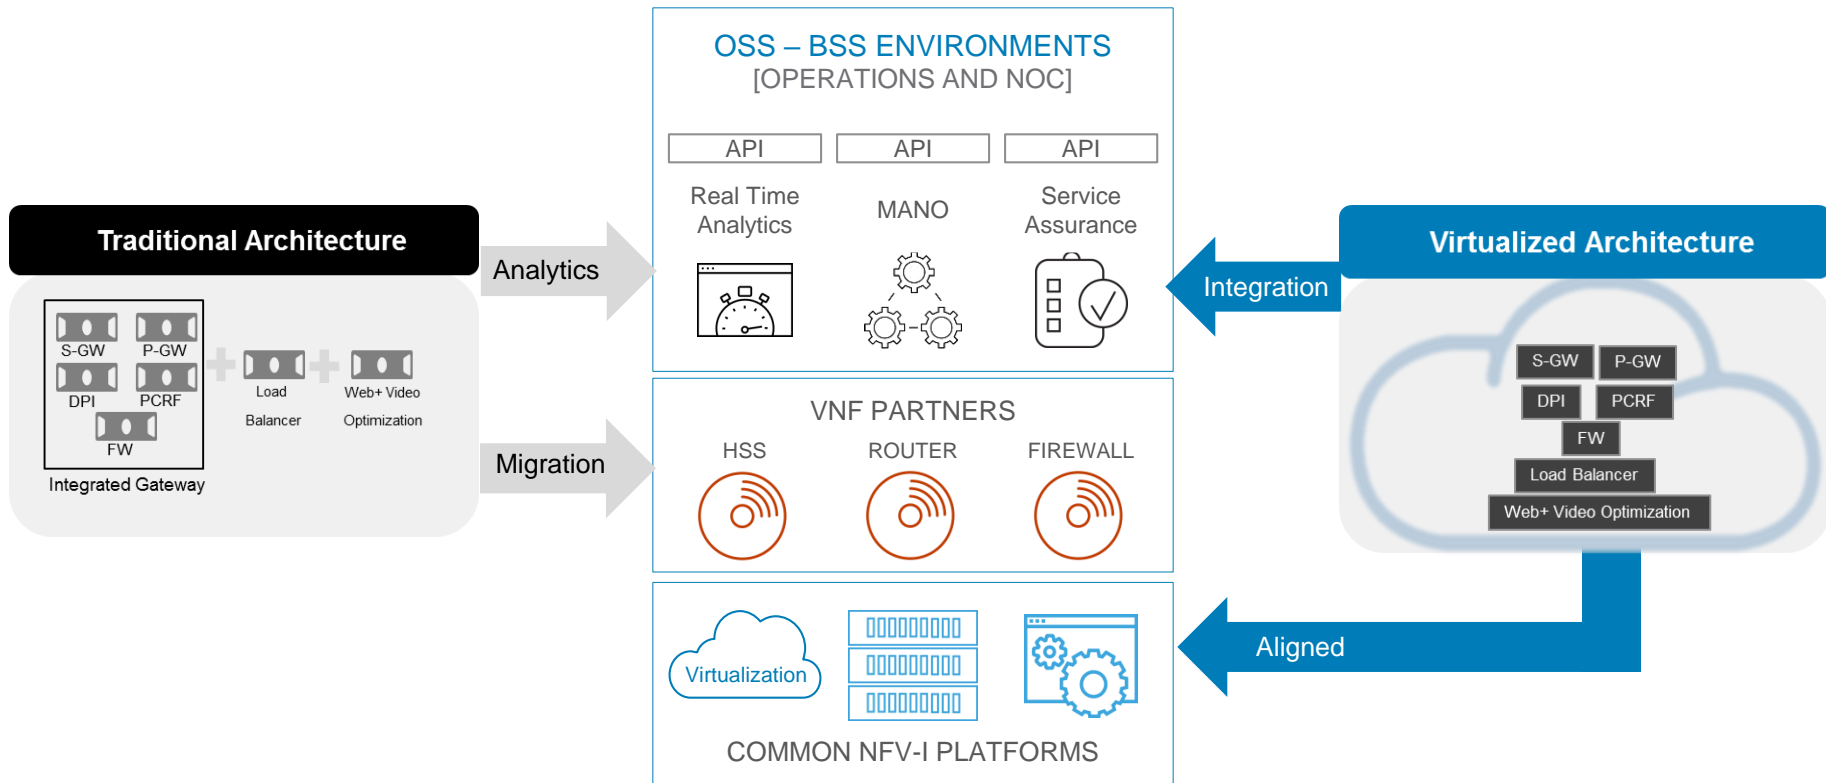 OSS – BSS ENVIRONMENTS
[OPERATIONS AND NOC]
API
API
API
Real Time
Analytics
MANO
Service
Assurance
Traditional Architecture
S-GW
P-GW
DPI
PCRF
FW
Integrated Gateway
Load
Balancer
Web+ Video
Optimization
Analytics
Migration
VNF PARTNERS
HSS
ROUTER
FIREWALL
Virtualization
COMMON NFV-I PLATFORMS
Integration
Virtualized Architecture
S-GW
P-GW
DPI
PCRF
FW
Load Balancer
Web+ Video Optimization
Aligned